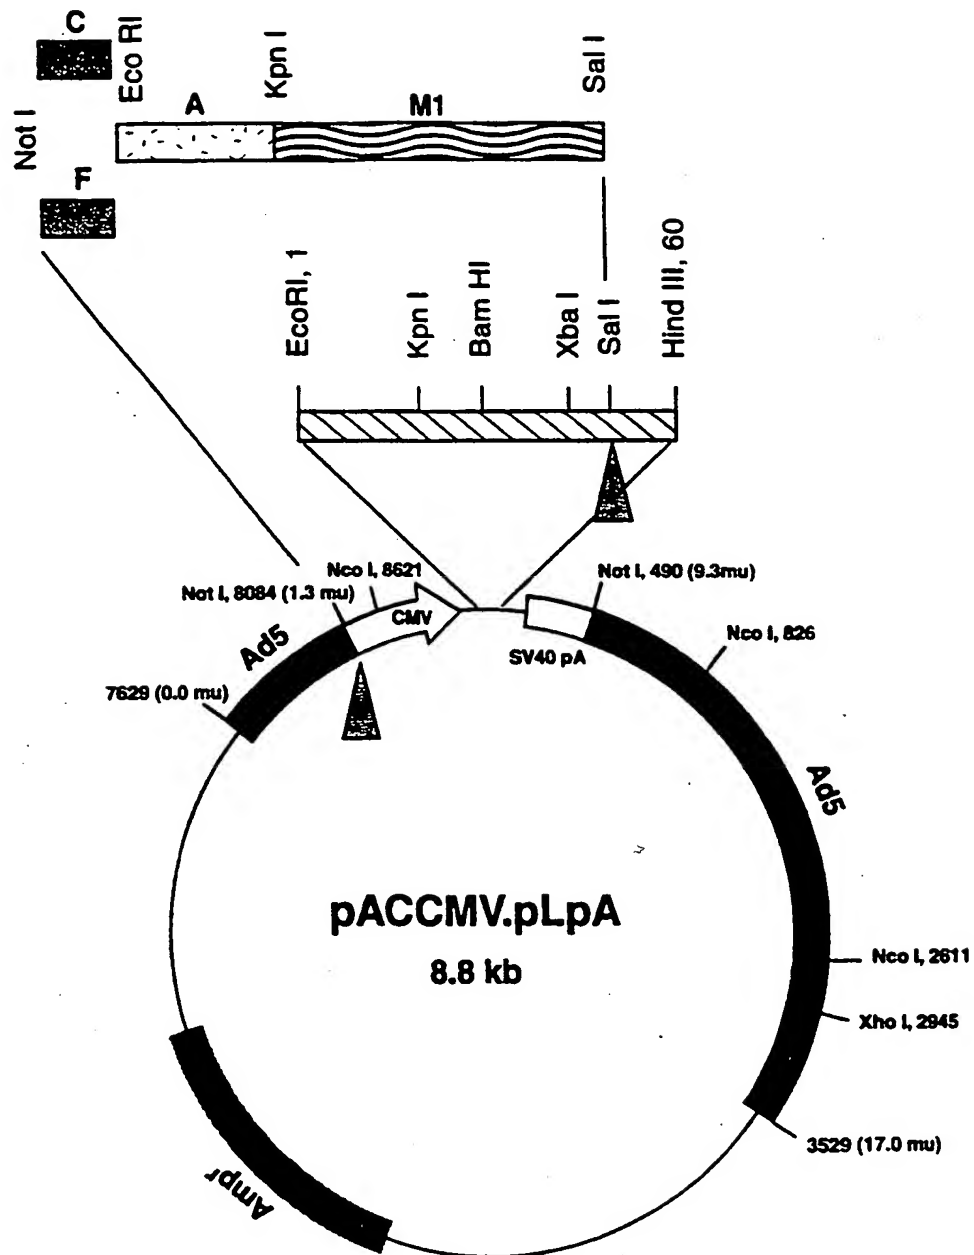 C
Eco RI
Kpn I
Sal I
Not I
A
M1
F
EcoRI, 1
Kpn I
Bam HI
Xba I
Sal I
Hind III, 60
Nco I, 8621
Not I, 8084 (1.3 mu)
CMV
Not I, 490 (9.3mu)
SV40 pA
Nco I, 826
Ad5
7629 (0.0 mu)
Ad5
pACCMV.pLpA
8.8 kb
Nco I, 2611
Xho I, 2945
3529 (17.0 mu)
Ampr